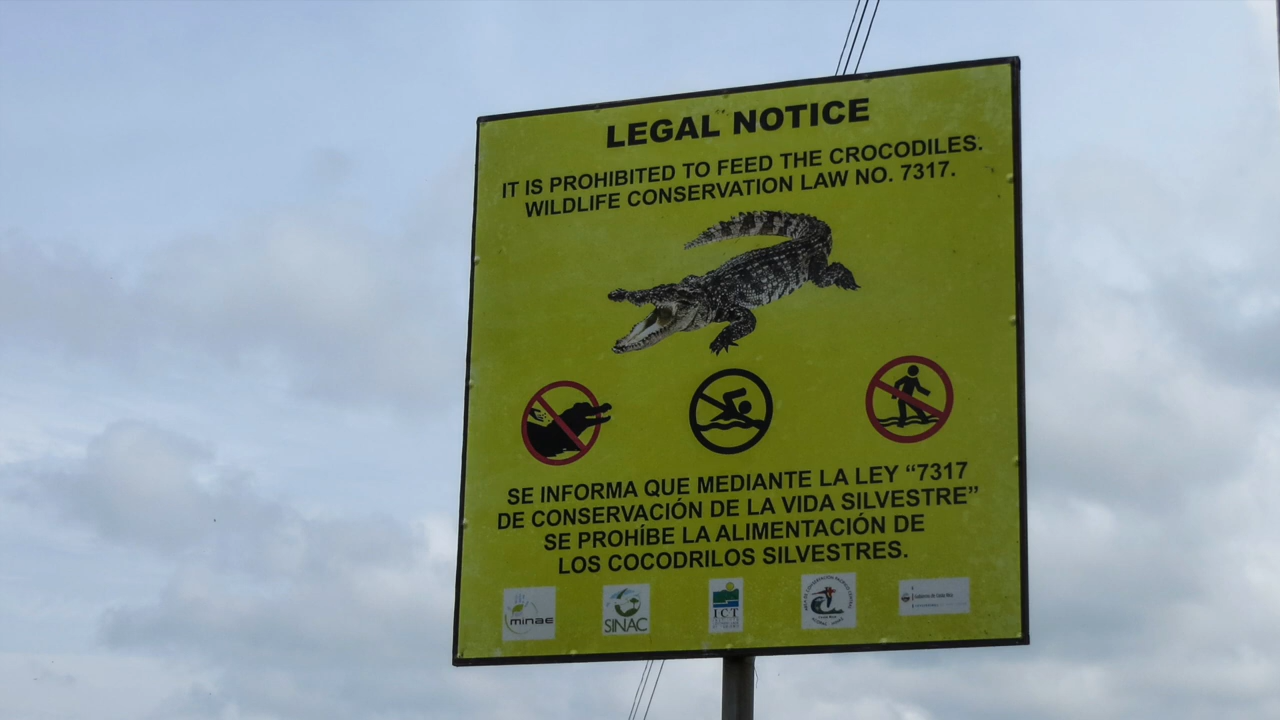 LEGAL NOTICE
IT IS PROHIBITED TO FEED THE CROCODILES.
WILDLIFE CONSERVATION LAW NO. 7317.
SE INFORMA QUE MEDIANTE LA LEY “7317
DE CONSERVACIÓN DE LA VIDA SILVESTRE”
SE PROHÍBE LA ALIMENTACIÓN DE
LOS COCODRILOS SILVESTRES.
minae
SINAC
ICT